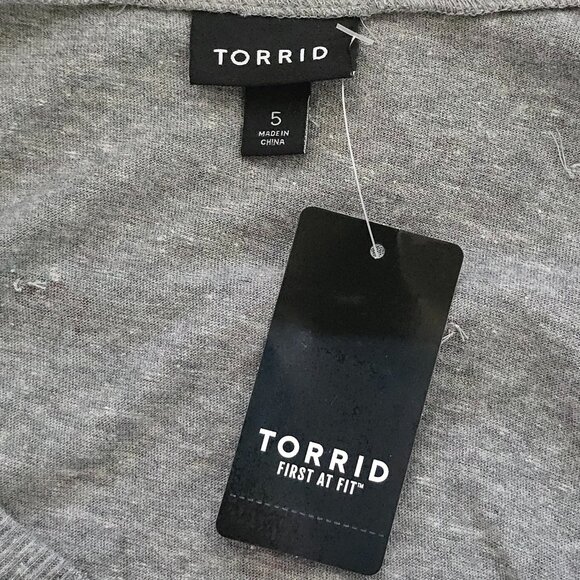 TORRID
5
MADE IN
CHINA
TORRID
FIRST AT FIT™